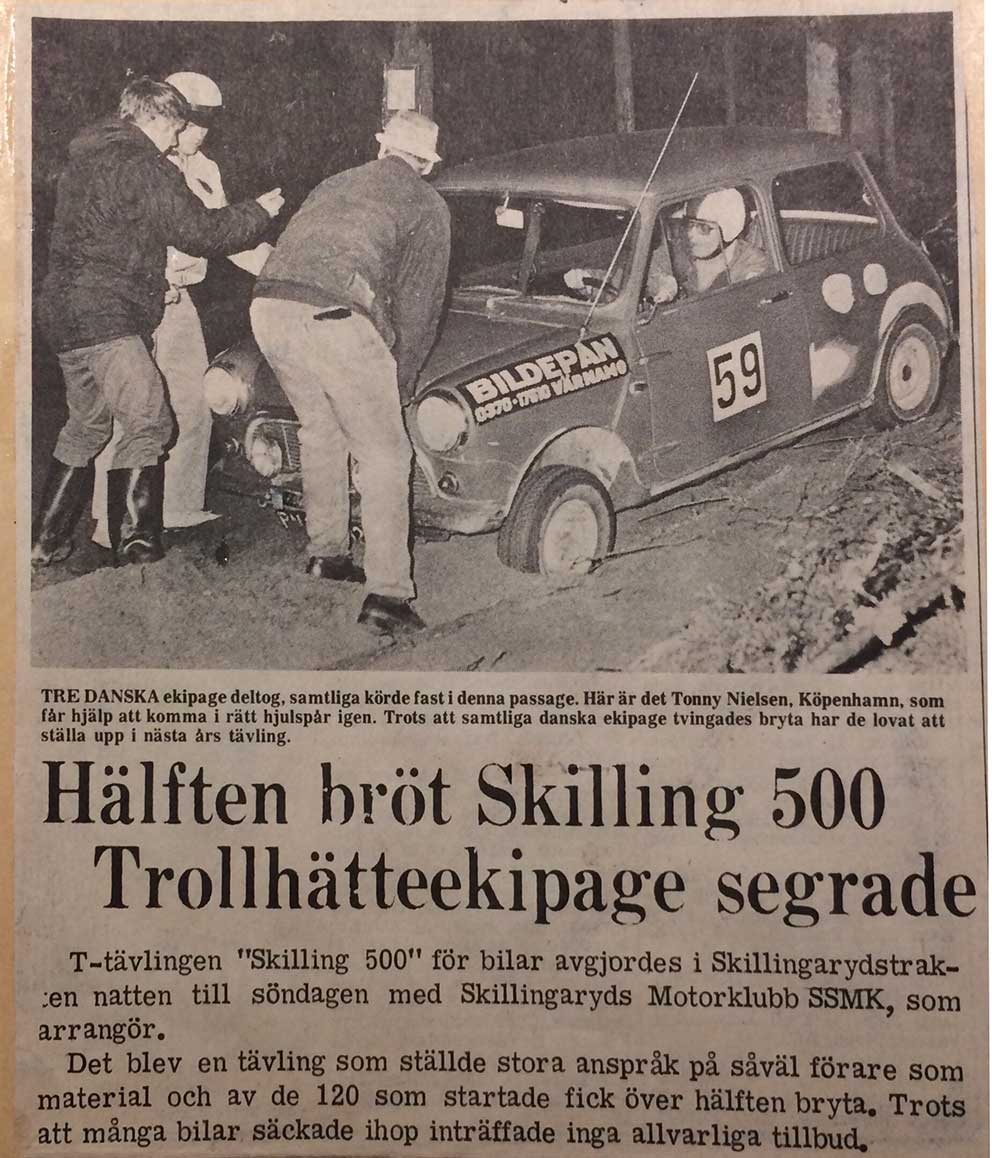 BILDEPÅN
0370-17610 VÄRNAMO
59
TRE DANSKA ekipage deltog, samtliga körde fast i denna passage. Här är det Tonny Nielsen, Köpenhamn, som
får hjälp att komma i rätt hjulspår igen. Trots att samtliga danska ekipage tvingades bryta har de lovat att
ställa upp i nästa års tävling.
Hälften bröt Skilling 500
Trollhätteekipage segrade
T-tävlingen "Skilling 500" för bilar avgjordes i Skillingarydstrak-
ten natten till söndagen med Skillingaryds Motorklubb SSMK, som
arrangör.
Det blev en tävling som ställde stora anspråk på såväl förare som
material och av de 120 som startade fick över hälften bryta. Trots
att många bilar säckade ihop inträffade inga allvarliga tillbud.